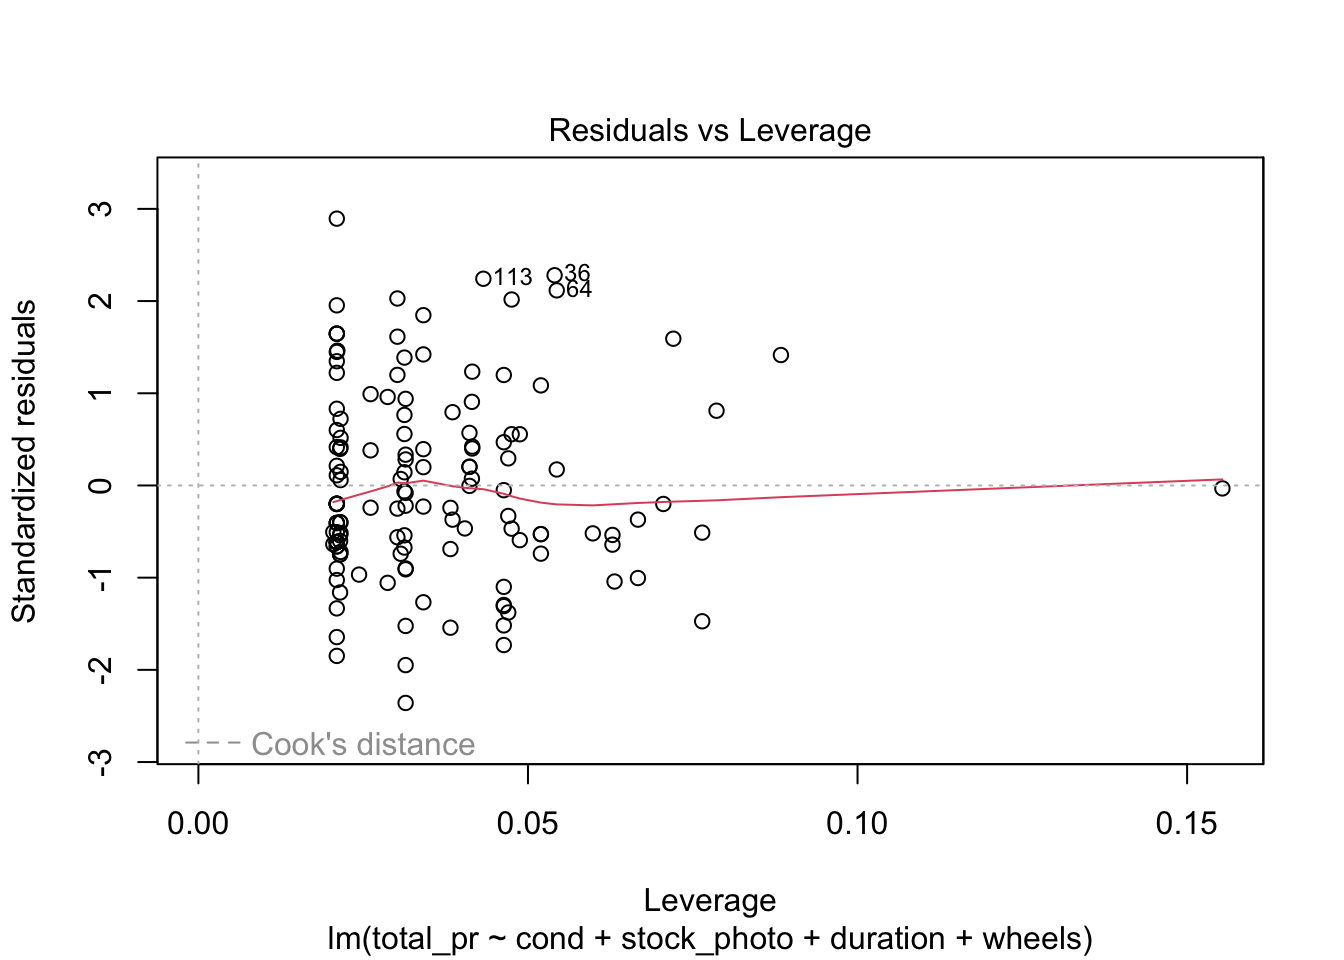 Residuals vs Leverage
Standardized residuals
3
2
1
0
-1
-2
-3
113
36
64
Cook's distance
0.00 0.05 0.10 0.15
Leverage
lm(total_pr ~ cond + stock_photo + duration + wheels)